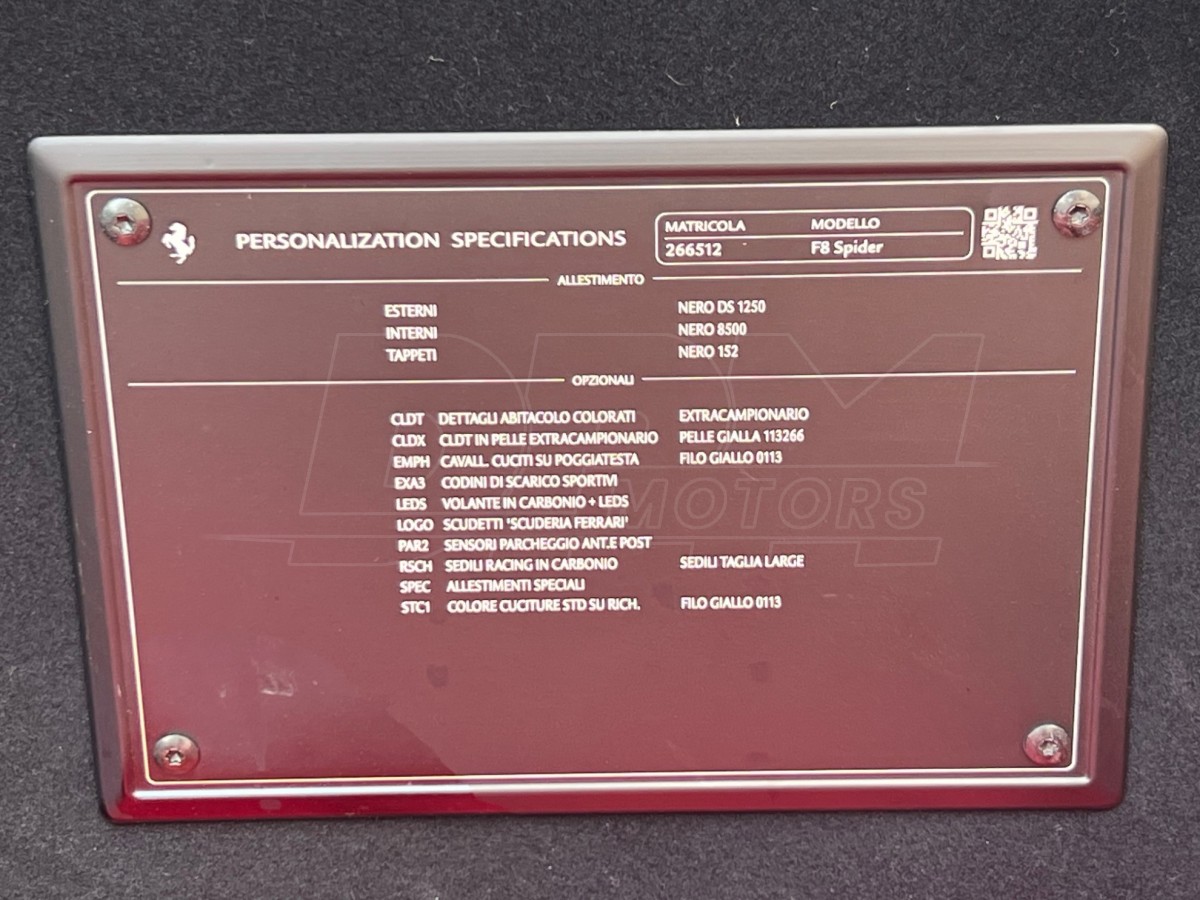 PERSONALIZATION SPECIFICATIONS
MATRICOLA MODELLO
266512 F8 Spider
ALLESTIMENTO
ESTERNI NERO DS 1250
INTERNI NERO 8500
TAPPETI NERO 152
OPZIONALI
CLDT DETTAGLI ABITACOLO COLORATI EXTRACAMPIONARIO
CLDX CLDT IN PELLE EXTRACAMPIONARIO PELLE GIALLA 113266
EMPH CAVALL. CUCITI SU POGGIATESTA FILO GIALLO 0113
EXA3 CODINI DI SCARICO SPORTIVI
LEDS VOLANTE IN CARBONIO + LEDS
LOGO SCUDETTI 'SCUDERIA FERRARI'
PAR2 SENSORI PARCHEGGIO ANT.E POST
RSCH SEDILI RACING IN CARBONIO SEDILI TAGLIA LARGE
SPEC ALLESTIMENTI SPECIALI
STC1 COLORE CUCITURE STD SU RICH. FILO GIALLO 0113
MOTORS